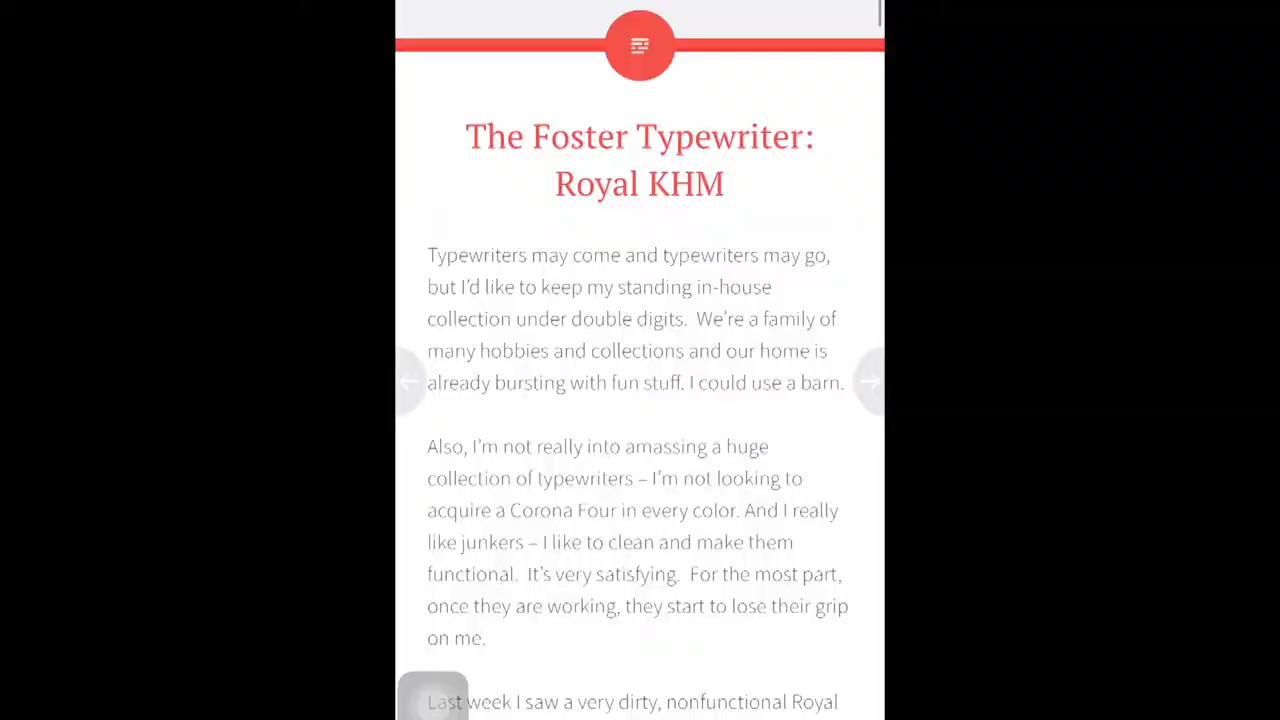 The Foster Typewriter:
Royal KHM
Typewriters may come and typewriters may go,
but I’d like to keep my standing in-house
collection under double digits.  We’re a family of
many hobbies and collections and our home is
already bursting with fun stuff. I could use a barn.
Also, I’m not really into amassing a huge
collection of typewriters – I’m not looking to
acquire a Corona Four in every color. And I really
like junkers – I like to clean and make them
functional.  It’s very satisfying.  For the most part,
once they are working, they start to lose their grip
on me.
Last week I saw a very dirty, nonfunctional Royal